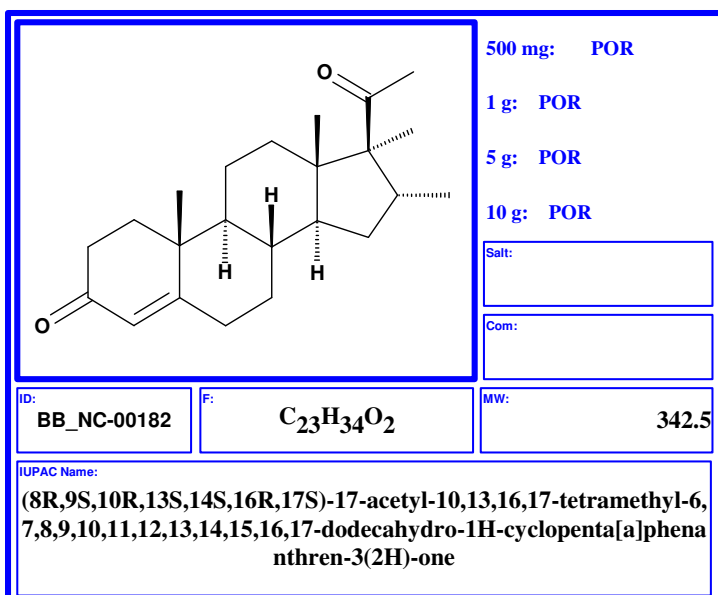 500 mg: POR
1 g: POR
5 g: POR
10 g: POR
O
O
H
H
H
Salt:
Com:
ID:
BB_NC-00182
F:
C23H34O2
MW:
342.5
IUPAC Name:
(8R,9S,10R,13S,14S,16R,17S)-17-acetyl-10,13,16,17-tetramethyl-6,
7,8,9,10,11,12,13,14,15,16,17-dodecahydro-1H-cyclopenta[a]phena
nthren-3(2H)-one